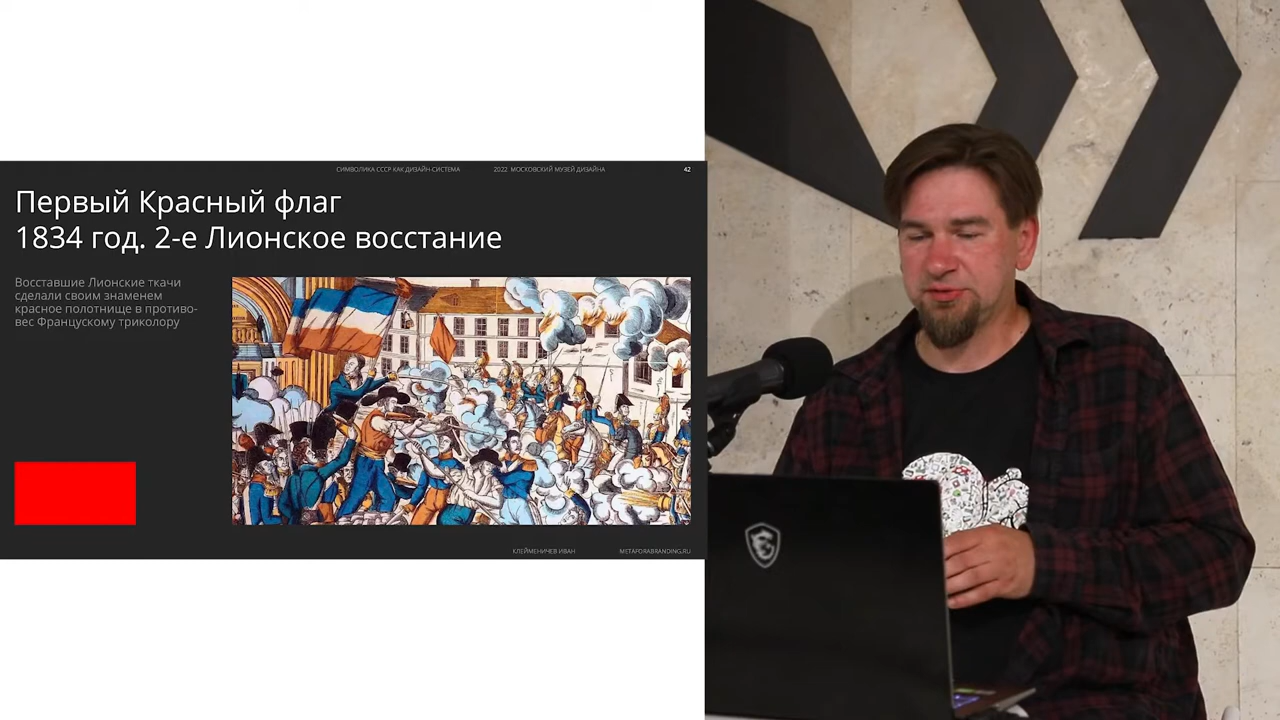 СИМВОЛИКА СССР КАК ДИЗАЙН-СИСТЕМА 2022 МОСКОВСКИЙ МУЗЕЙ ДИЗАЙНА 42
Первый Красный флаг
1834 год. 2-е Лионское восстание
Восставшие Лионские ткачи
сделали своим знаменем
красное полотнище в противо-
вес Францускому триколору
КЛЕЙМЕНИЧЕВ ИВАН METAFORABRANDING.RU